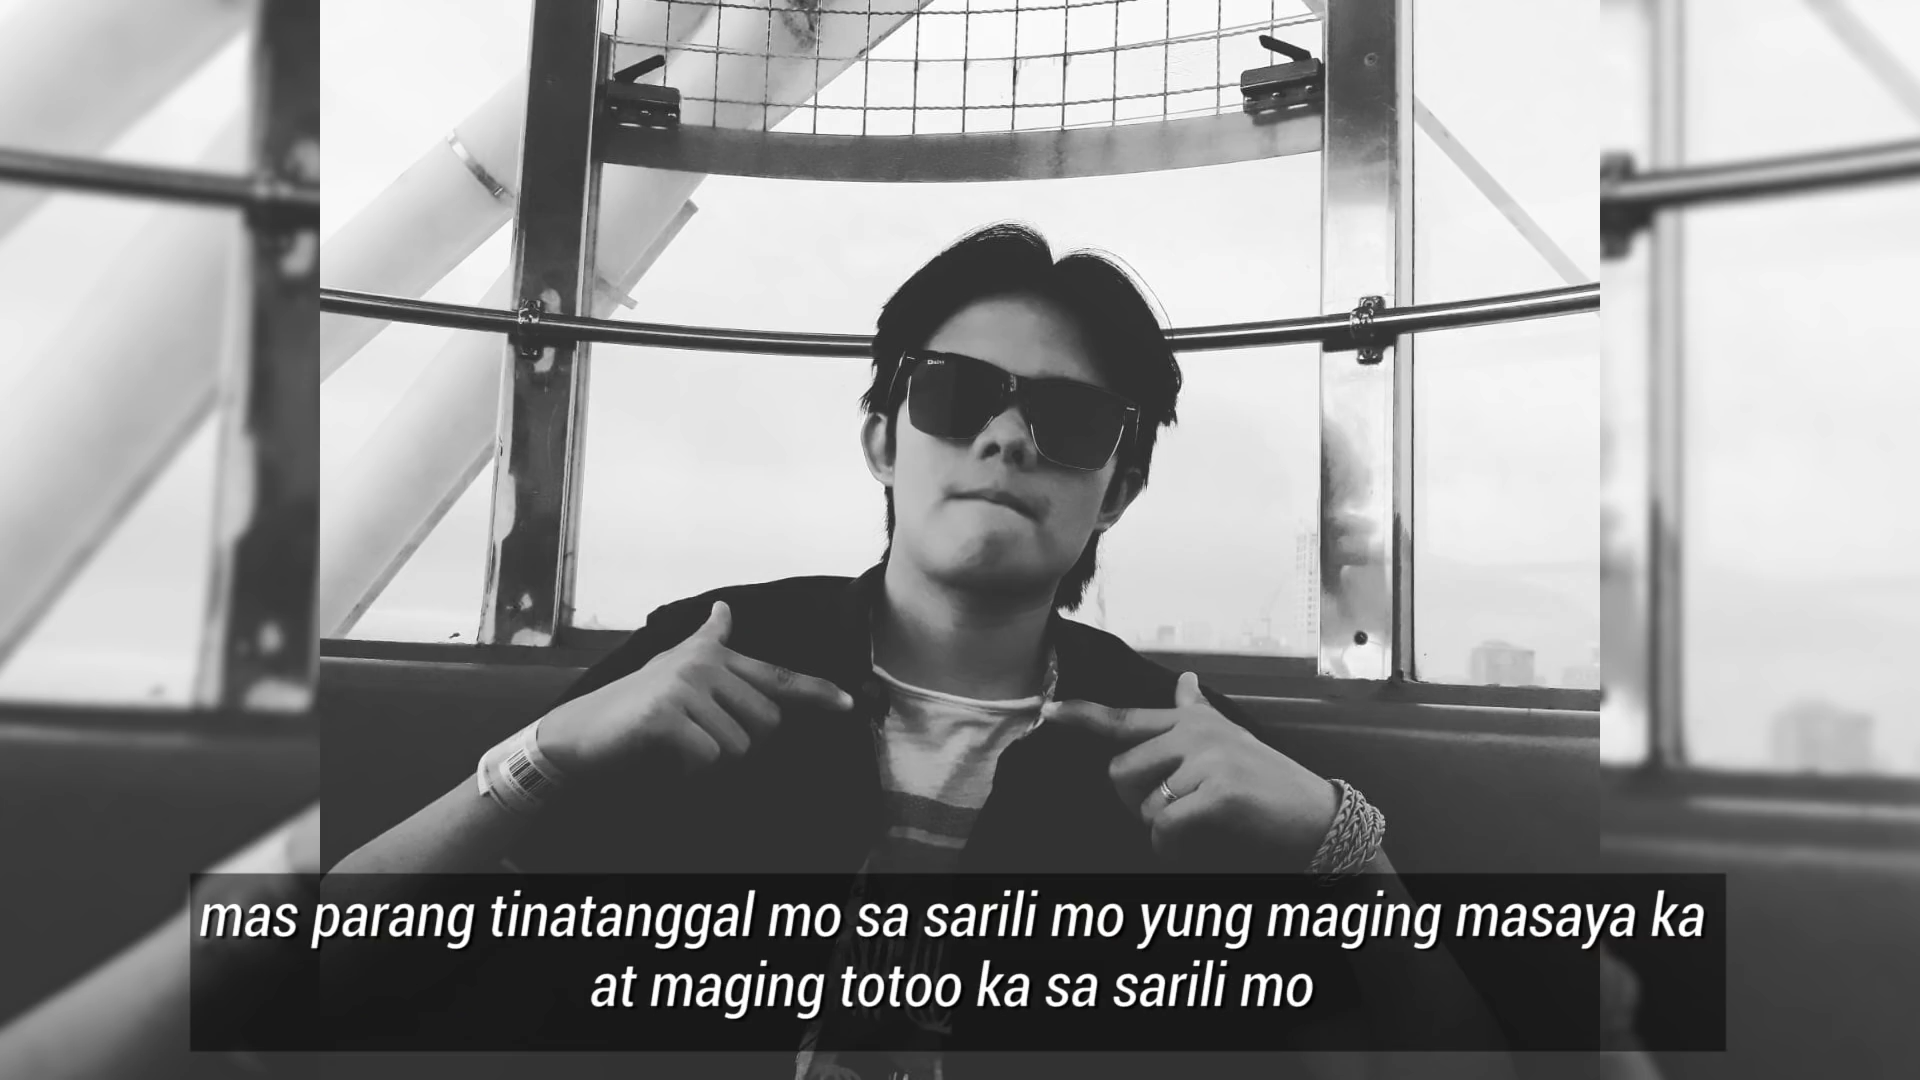 mas parang tinatanggal mo sa sarili mo yung maging masaya ka
at maging totoo ka sa sarili mo